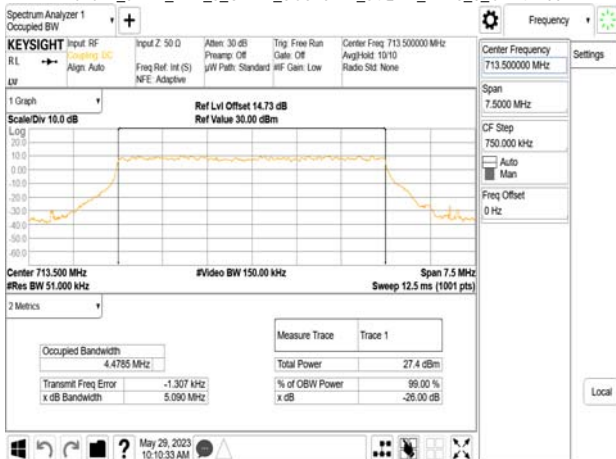 Spectrum Analyzer 1
Occupied BW
Frequency
KEYSIGHT
RL
Input: RF
Coupling: DC
Align: Auto
Input Z: 50 Ω
Freq Ref: Int (S)
NFE: Adaptive
Atten: 30 dB
Preamp: Off
µW Path: Standard
Trig: Free Run
Gate: Off
#IF Gain: Low
Center Freq: 713.500000 MHz
Avg|Hold: 10/10
Radio Std: None
Center Frequency
713.500000 MHz
Settings
Span
7.5000 MHz
CF Step
750.000 kHz
Auto
Man
Freq Offset
0 Hz
Local
1 Graph
Scale/Div 10.0 dB
Ref Lvl Offset 14.73 dB
Ref Value 30.00 dBm
Log
20.0
10.0
0.00
-10.0
-20.0
-30.0
-40.0
-50.0
-60.0
Center 713.500 MHz
#Video BW 150.00 kHz
Span 7.5 MHz
#Res BW 51.000 kHz
Sweep 12.5 ms (1001 pts)
2 Metrics
Measure Trace Trace 1
Occupied Bandwidth
4.4785 MHz
Total Power 27.4 dBm
Transmit Freq Error -1.307 kHz
% of OBW Power 99.00 %
x dB Bandwidth 5.090 MHz
x dB -26.00 dB
May 29, 2023
10:10:33 AM